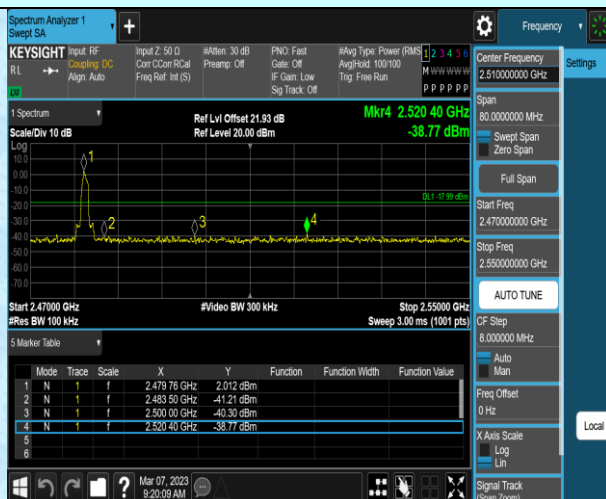 Spectrum Analyzer 1
Swept SA
Frequency
KEYSIGHT
RL
Input: RF
Coupling: DC
Align: Auto
Input Z: 50 Ω
Corr CCorr RCal
Freq Ref: Int (S)
#Atten: 30 dB
Preamp: Off
PNO: Fast
Gate: Off
IF Gain: Low
Sig Track: Off
#Avg Type: Power (RMS
Avg|Hold: 100/100
Trig: Free Run
1 2 3 4 5 6
M W W W W W
P P P P P P
1 Spectrum
Scale/Div 10 dB
Ref Lvl Offset 21.93 dB
Ref Level 20.00 dBm
Mkr4 2.520 40 GHz
-38.77 dBm
Log
10.0
0.00
-10.0
-20.0
-30.0
-40.0
-50.0
-60.0
-70.0
1
2
3
4
DL1 -17.99 dBm
Start 2.47000 GHz
#Res BW 100 kHz
#Video BW 300 kHz
Stop 2.55000 GHz
Sweep 3.00 ms (1001 pts)
5 Marker Table
Mode Trace Scale X Y Function Function Width Function Value
1 N 1 f 2.479 76 GHz 2.012 dBm
2 N 1 f 2.483 50 GHz -41.21 dBm
3 N 1 f 2.500 00 GHz -40.30 dBm
4 N 1 f 2.520 40 GHz -38.77 dBm
5
6
Mar 07, 2023
9:20:09 AM
Center Frequency
2.510000000 GHz
Span
80.0000000 MHz
Swept Span
Zero Span
Full Span
Start Freq
2.470000000 GHz
Stop Freq
2.550000000 GHz
AUTO TUNE
CF Step
8.000000 MHz
Auto
Man
Freq Offset
0 Hz
X Axis Scale
Log
Lin
Signal Track
(Span Zoom)
Settings
Local